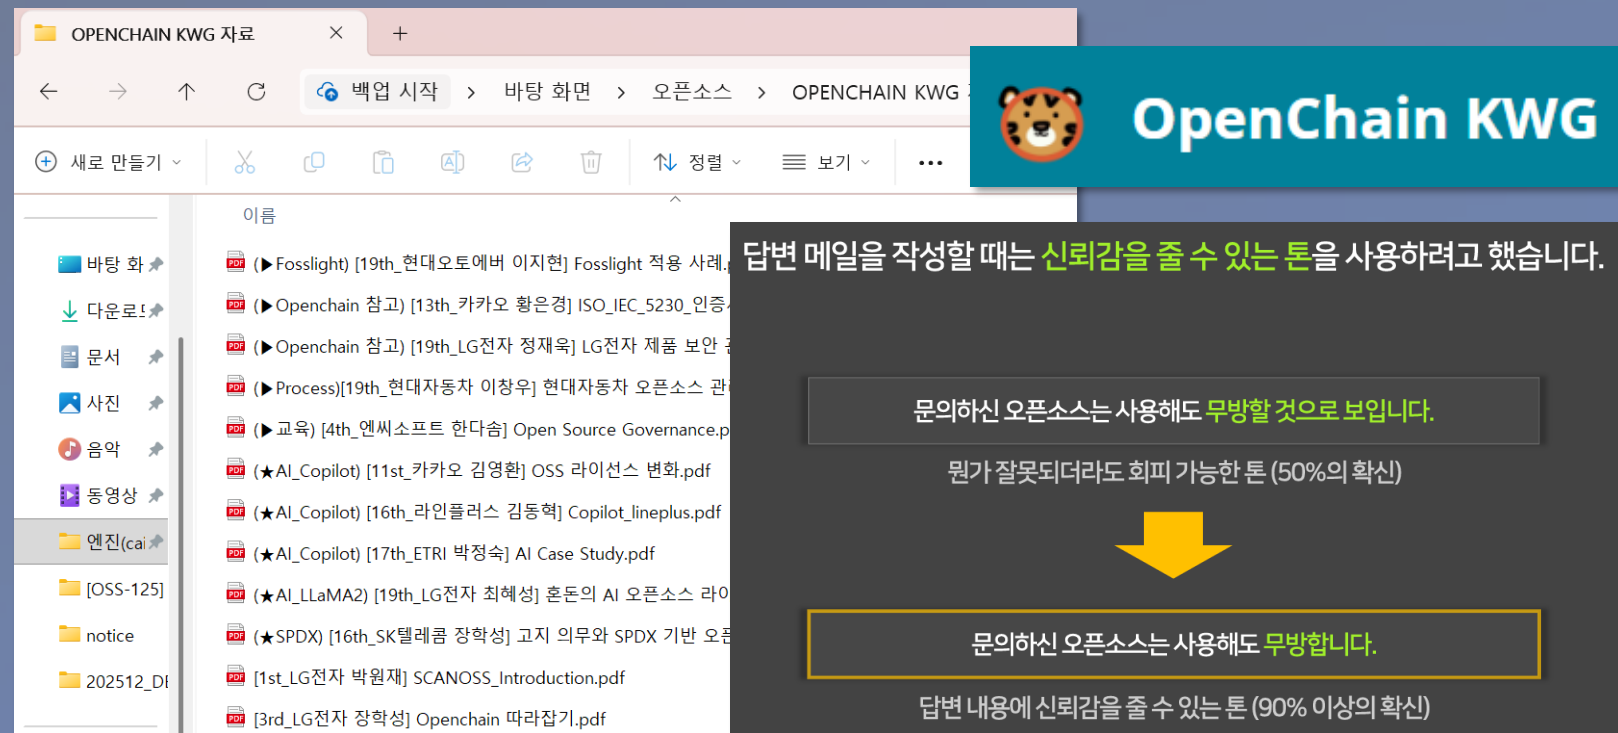 OPENCHAIN KWG 자료
백업 시작 > 바탕 화면 > 오픈소스 > OPENCHAIN KWG
OpenChain KWG
새로 만들기
정렬
보기
이름
바탕 화
다운로
문서
사진
음악
동영상
엔진(cai
[OSS-125]
notice
202512_DE
(▶Fosslight) [19th_현대오토에버 이지현] Fosslight 적용 사례.
(▶Openchain 참고) [13th_카카오 황은경] ISO_IEC_5230_인증
(▶Openchain 참고) [19th_LG전자 정재욱] LG전자 제품 보안
(▶Process)[19th_현대자동차 이창우] 현대자동차 오픈소스 관
(▶교육) [4th_엔씨소프트 한다솜] Open Source Governance.p
(★AI_Copilot) [11st_카카오 김영환] OSS 라이선스 변화.pdf
(★AI_Copilot) [16th_라인플러스 김동혁] Copilot_lineplus.pdf
(★AI_Copilot) [17th_ETRI 박정숙] AI Case Study.pdf
(★AI_LLaMA2) [19th_LG전자 최혜성] 혼돈의 AI 오픈소스 라이
(★SPDX) [16th_SK텔레콤 장학성] 고지 의무와 SPDX 기반 오픈
[1st_LG전자 박원재] SCANOSS_Introduction.pdf
[3rd_LG전자 장학성] Openchain 따라잡기.pdf
답변 메일을 작성할 때는 신뢰감을 줄 수 있는 톤을 사용하려고 했습니다.
문의하신 오픈소스는 사용해도 무방할 것으로 보입니다.
뭔가 잘못되더라도 회피 가능한 톤 (50%의 확신)
문의하신 오픈소스는 사용해도 무방합니다.
답변 내용에 신뢰감을 줄 수 있는 톤 (90% 이상의 확신)